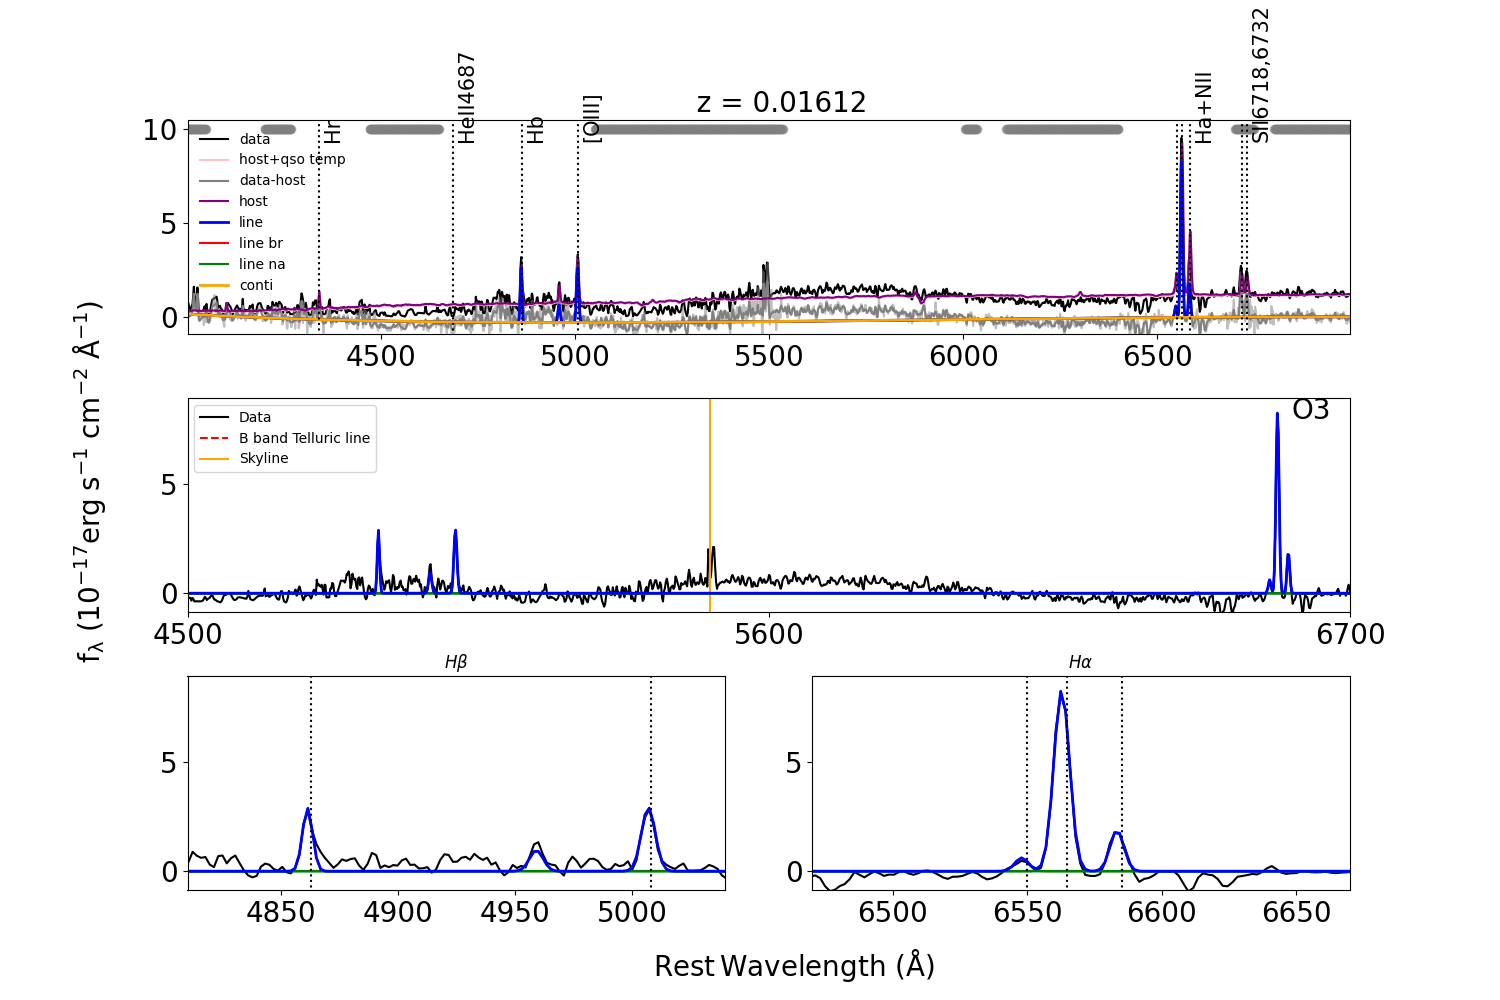 z = 0.01612
Hr
HeII4687
Hb
[OIII]
Ha+NII
SII6718,6732
10
5
0
data
host+qso temp
data-host
host
line
line br
line na
conti
4500 5000 5500 6000 6500
f_λ (10⁻¹⁷erg s⁻¹ cm⁻² Å⁻¹)
O3
5
0
Data
B band Telluric line
Skyline
4500 5600 6700
Hβ
5
0
4850 4900 4950 5000
Hα
5
0
6500 6550 6600 6650
Rest Wavelength (Å)